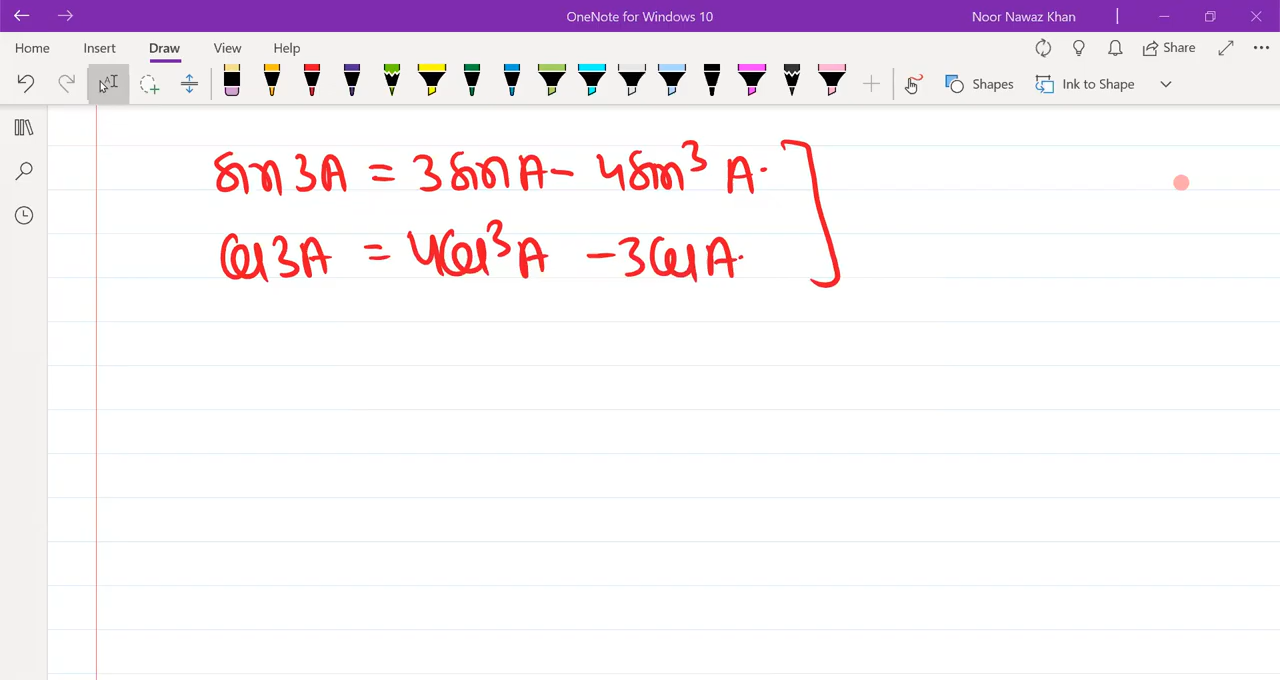 OneNote for Windows 10
Noor Nawaz Khan
Home Insert Draw View Help
Share
Shapes
Ink to Shape
sin 3A = 3 sin A - 4 sin³ A.
Cos 3A = 4 Cos³ A - 3 Cos A.